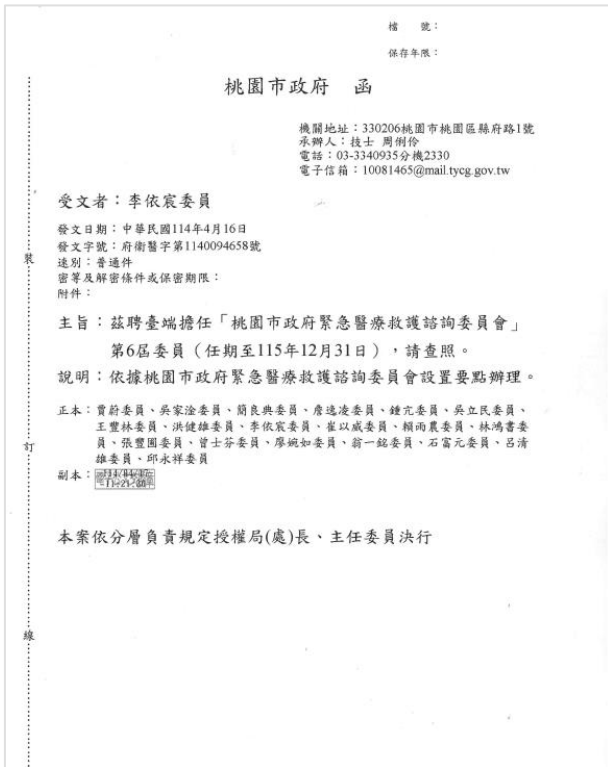 檔　　號：
保存年限：
桃園市政府　函
機關地址：330206桃園市桃園區縣府路1號
承辦人：技士 周俐伶
電話：03-3340935分機2330
電子信箱：10081465@mail.tycg.gov.tw
受文者：李依宸委員
發文日期：中華民國114年4月16日
發文字號：府衛醫字第1140094658號
速別：普通件
密等及解密條件或保密期限：
附件：
主旨：茲聘臺端擔任「桃園市政府緊急醫療救護諮詢委員會」
第6屆委員（任期至115年12月31日），請查照。
說明：依據桃園市政府緊急醫療救護諮詢委員會設置要點辦理。
正本：賈蔚委員、吳家淦委員、簡良典委員、詹逸凌委員、鍾亢委員、吳立民委員、
王豐林委員、洪健雄委員、李依宸委員、崔以威委員、賴雨農委員、林鴻書委
員、張豐圃委員、曾士芬委員、廖婉如委員、翁一銘委員、石富元委員、呂清
雄委員、邱永祥委員
副本：
本案依分層負責規定授權局(處)長、主任委員決行
裝
訂
線